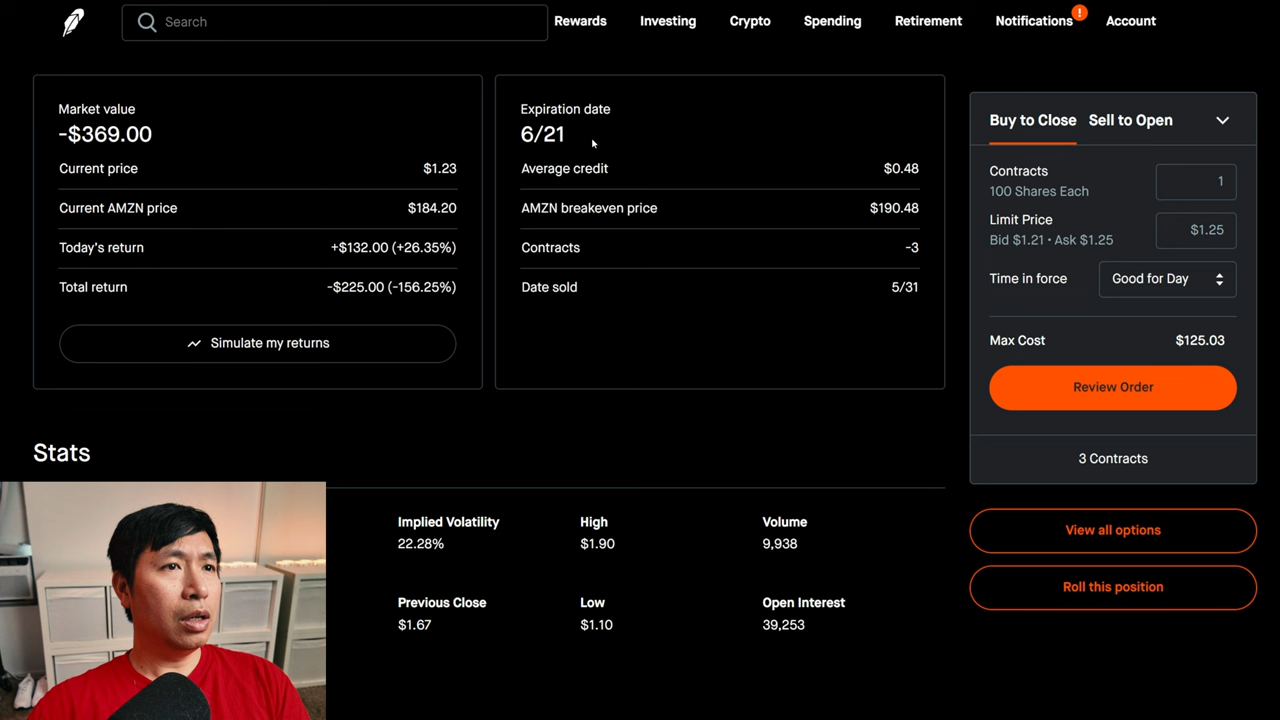 Search
Rewards
Investing
Crypto
Spending
Retirement
Notifications
!
Account
Market value
-$369.00
Current price
$1.23
Current AMZN price
$184.20
Today's return
+$132.00 (+26.35%)
Total return
-$225.00 (-156.25%)
Simulate my returns
Expiration date
6/21
Average credit
$0.48
AMZN breakeven price
$190.48
Contracts
-3
Date sold
5/31
Buy to Close
Sell to Open
Contracts
100 Shares Each
1
Limit Price
Bid $1.21 • Ask $1.25
$1.25
Time in force
Good for Day
Max Cost
$125.03
Review Order
3 Contracts
View all options
Roll this position
Stats
Implied Volatility
22.28%
High
$1.90
Volume
9,938
Previous Close
$1.67
Low
$1.10
Open Interest
39,253